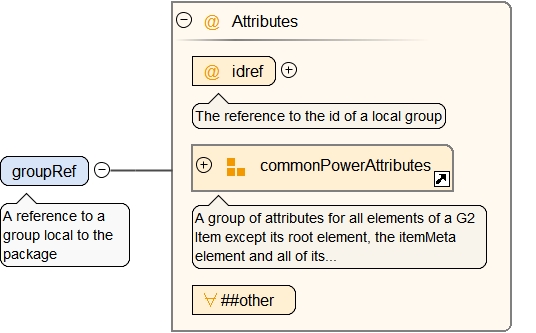 @ Attributes
@ idref
The reference to the id of a local group
commonPowerAttributes
groupRef
A reference to a
group local to the
package
A group of attributes for all elements of a G2
Item except its root element, the itemMeta
element and all of its...
∀ ##other